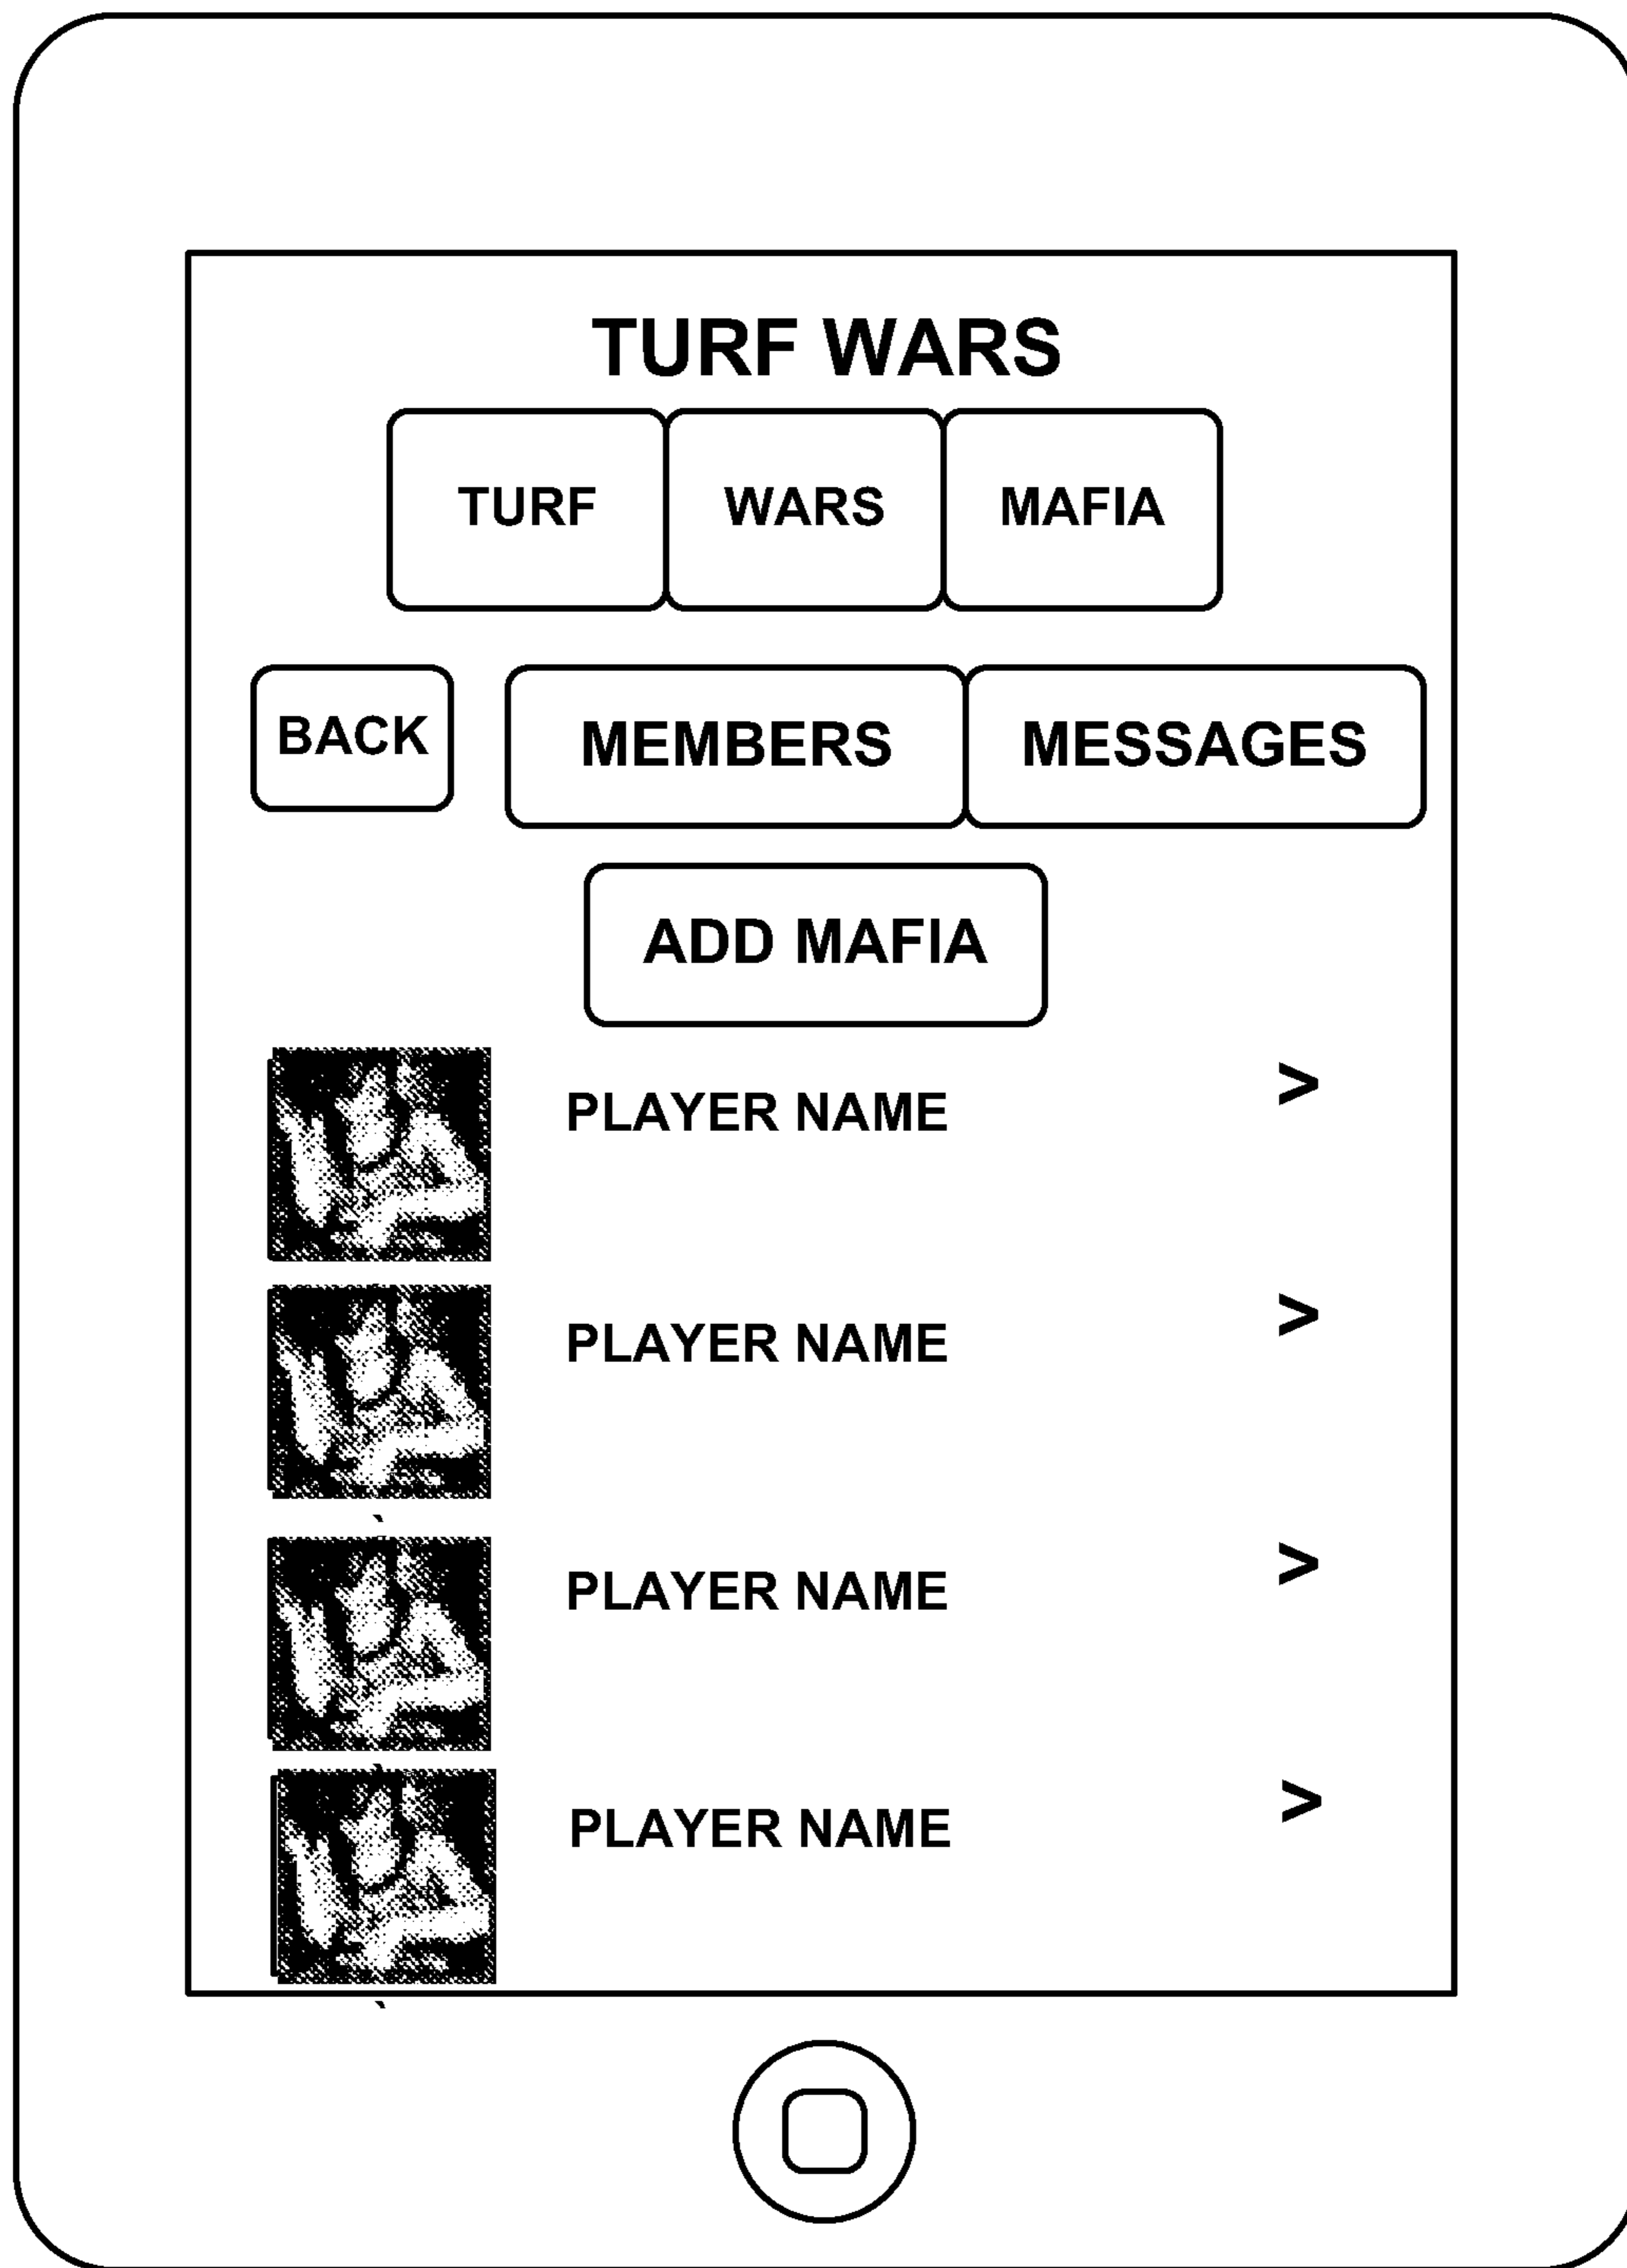 TURF WARS
TURF WARS MAFIA
BACK MEMBERS MESSAGES
ADD MAFIA
PLAYER NAME >
PLAYER NAME >
PLAYER NAME >
PLAYER NAME >